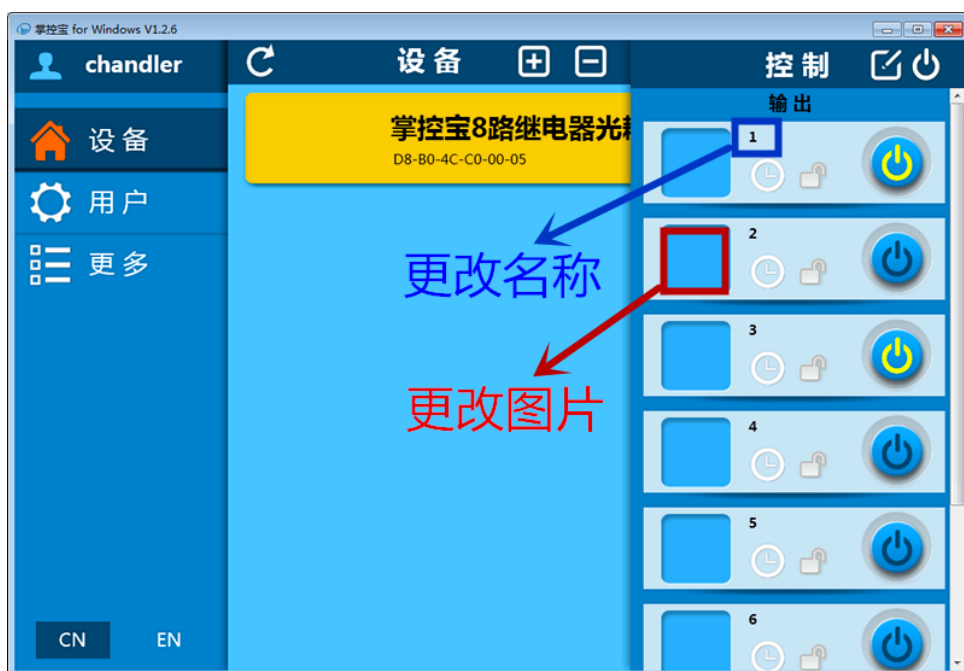 掌控宝 for Windows V1.2.6
chandler
设备
用户
更多
CN
EN
设备
掌控宝8路继电器光
D8-B0-4C-C0-00-05
更改名称
更改图片
控制
输出
1
2
3
4
5
6